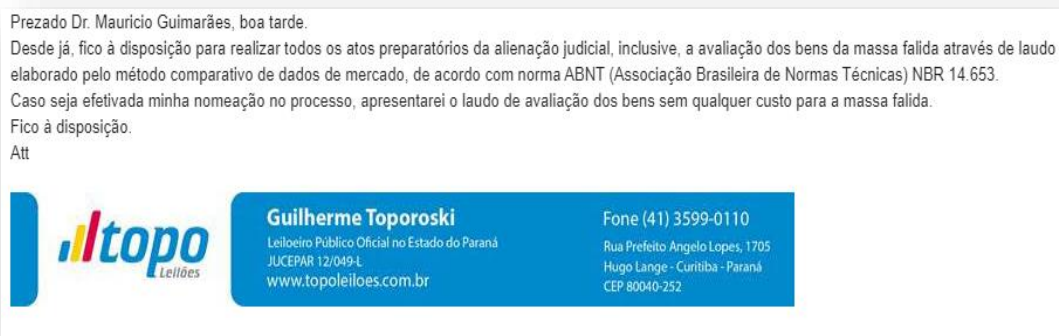 Prezado Dr. Mauricio Guimarães, boa tarde.
Desde já, fico à disposição para realizar todos os atos preparatórios da alienação judicial, inclusive, a avaliação dos bens da massa falida através de laudo
elaborado pelo método comparativo de dados de mercado, de acordo com norma ABNT (Associação Brasileira de Normas Técnicas) NBR 14.653.
Caso seja efetivada minha nomeação no processo, apresentarei o laudo de avaliação dos bens sem qualquer custo para a massa falida.
Fico à disposição.
Att
topo
Leilões
Guilherme Toporoski
Leiloeiro Público Oficial no Estado do Paraná
JUCEPAR 12/049-L
www.topoleiloes.com.br
Fone (41) 3599-0110
Rua Prefeito Angelo Lopes, 1705
Hugo Lange - Curitiba - Paraná
CEP 80040-252